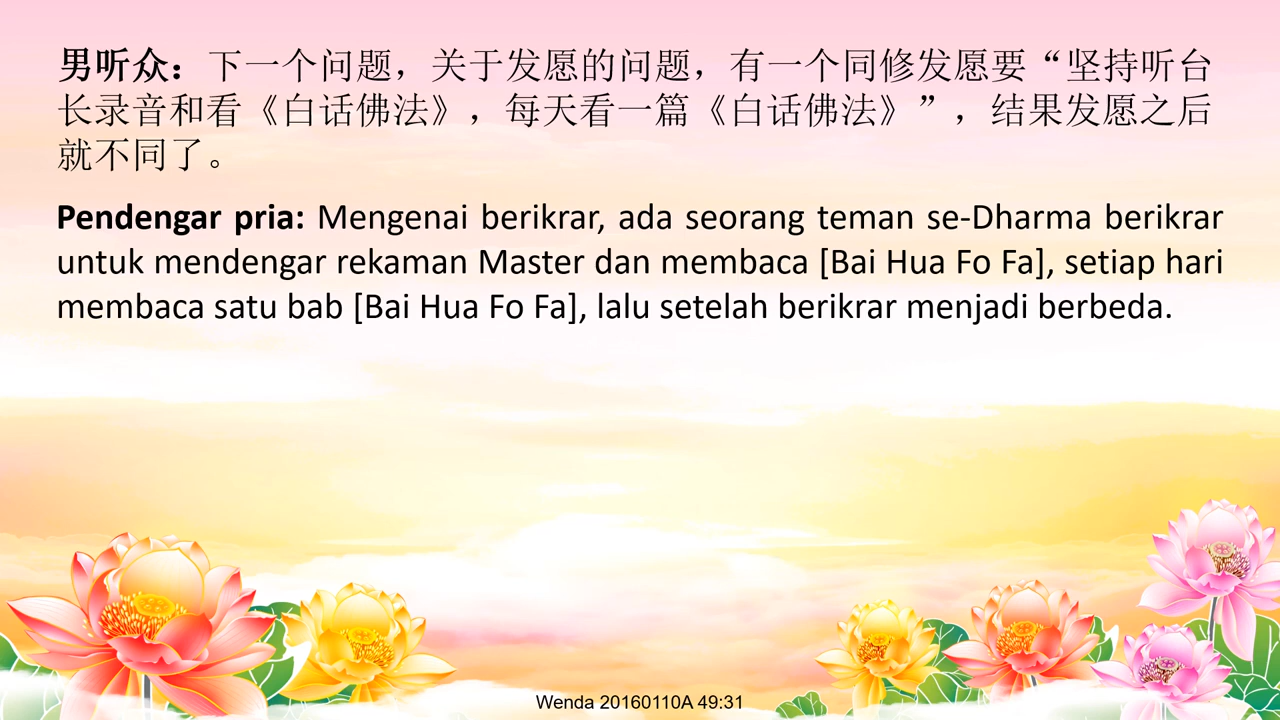 男听众：下一个问题，关于发愿的问题，有一个同修发愿要“坚持听台
长录音和看《白话佛法》，每天看一篇《白话佛法》”，结果发愿之后
就不同了。
Pendengar pria: Mengenai berikrar, ada seorang teman se-Dharma berikrar
untuk mendengar rekaman Master dan membaca [Bai Hua Fo Fa], setiap hari
membaca satu bab [Bai Hua Fo Fa], lalu setelah berikrar menjadi berbeda.
Wenda 20160110A 49:31